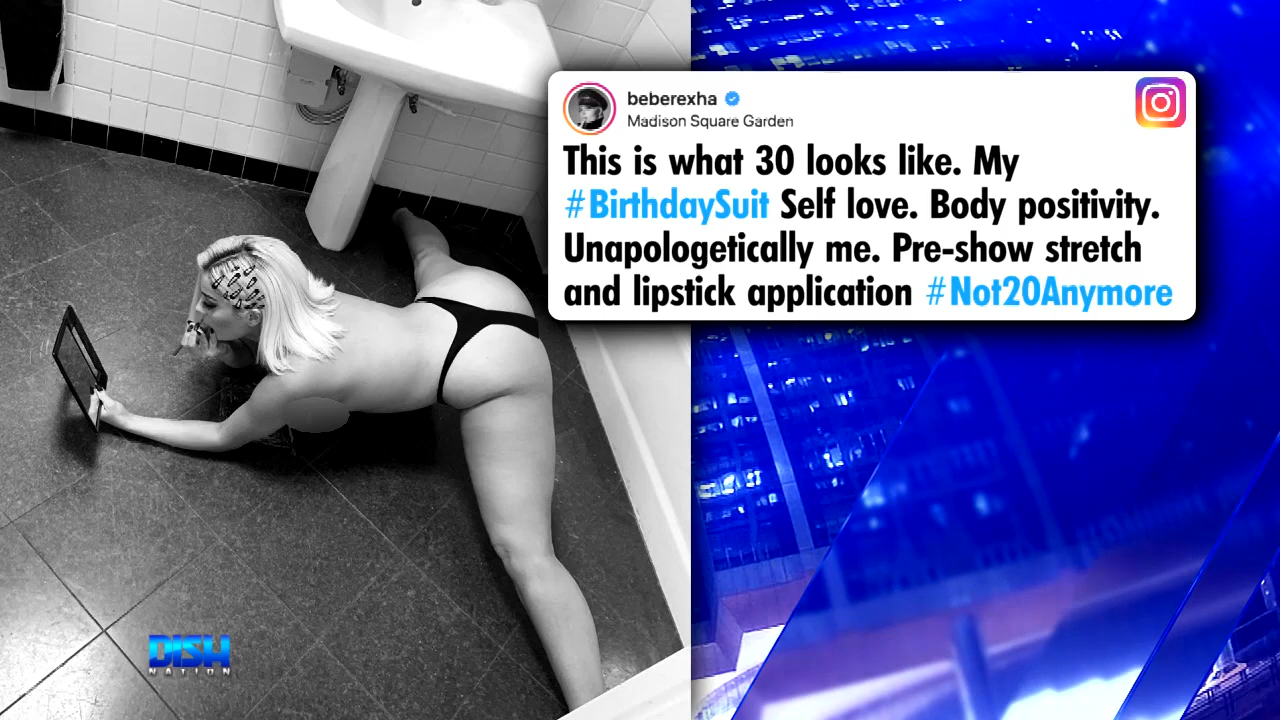 beberexha
Madison Square Garden
This is what 30 looks like. My
#BirthdaySuit Self love. Body positivity.
Unapologetically me. Pre-show stretch
and lipstick application #Not20Anymore
DISH
NATION